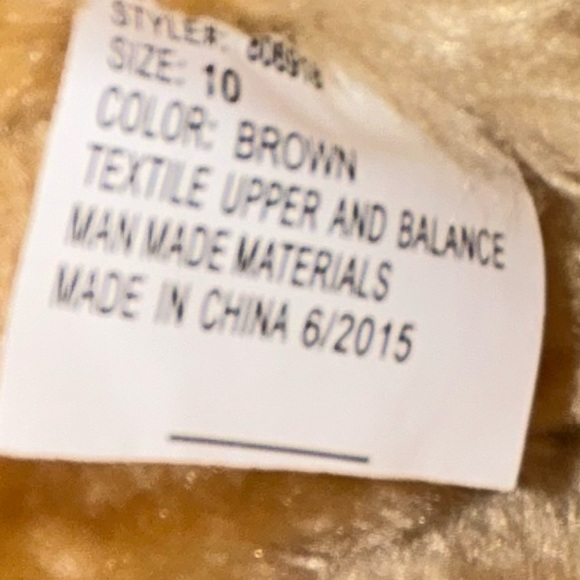 STYLE#:
SIZE: 10
COLOR: BROWN
TEXTILE UPPER AND BALANCE
MAN MADE MATERIALS
MADE IN CHINA 6/2015